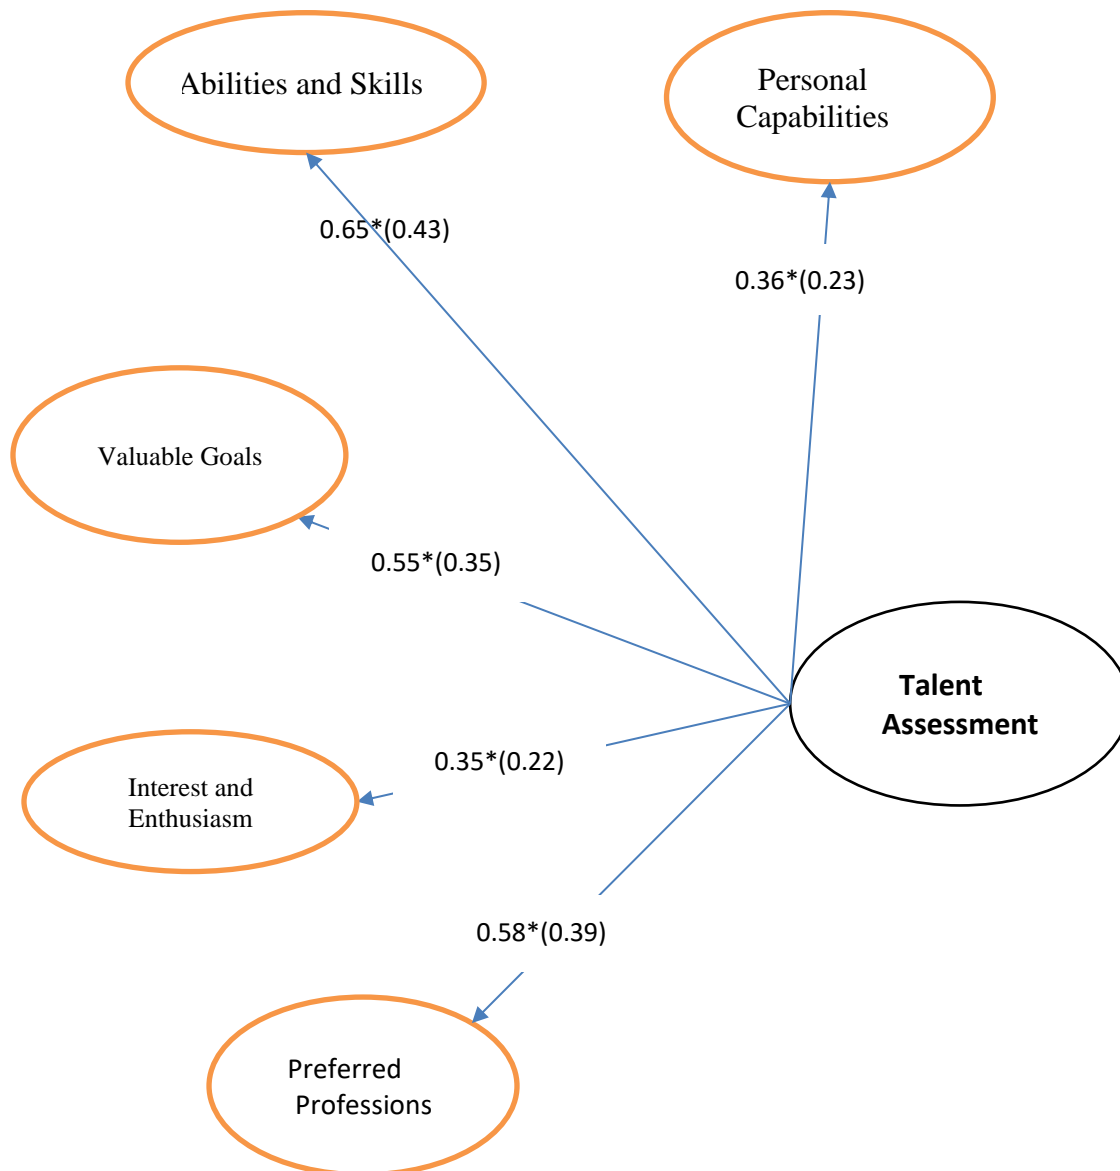 Abilities and Skills
Personal
Capabilities
0.65*(0.43)
0.36*(0.23)
Valuable Goals
0.55*(0.35)
Talent
Assessment
0.35*(0.22)
Interest and
Enthusiasm
0.58*(0.39)
Preferred
Professions